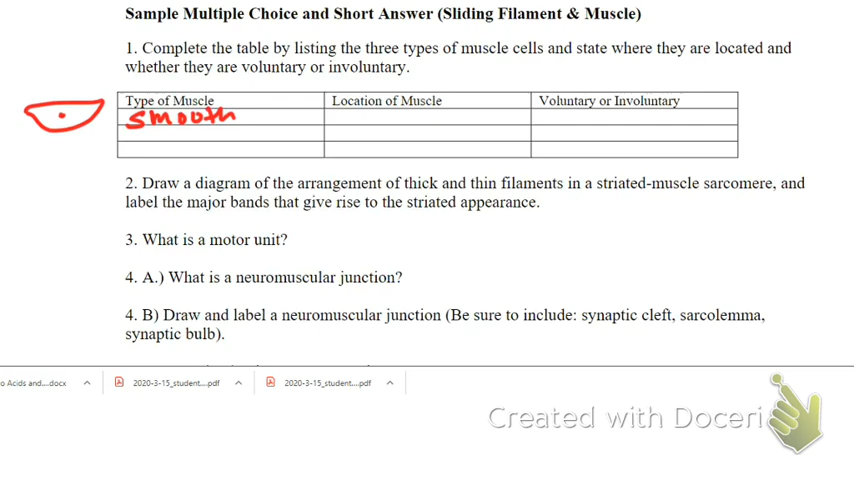 Sample Multiple Choice and Short Answer (Sliding Filament & Muscle)
1. Complete the table by listing the three types of muscle cells and state where they are located and
whether they are voluntary or involuntary.
Type of Muscle Location of Muscle Voluntary or Involuntary
smooth
2. Draw a diagram of the arrangement of thick and thin filaments in a striated-muscle sarcomere, and
label the major bands that give rise to the striated appearance.
3. What is a motor unit?
4. A.) What is a neuromuscular junction?
4. B) Draw and label a neuromuscular junction (Be sure to include: synaptic cleft, sarcolemma,
synaptic bulb).
o Acids and....docx 2020-3-15_student....pdf 2020-3-15_student....pdf
Created with Doceri